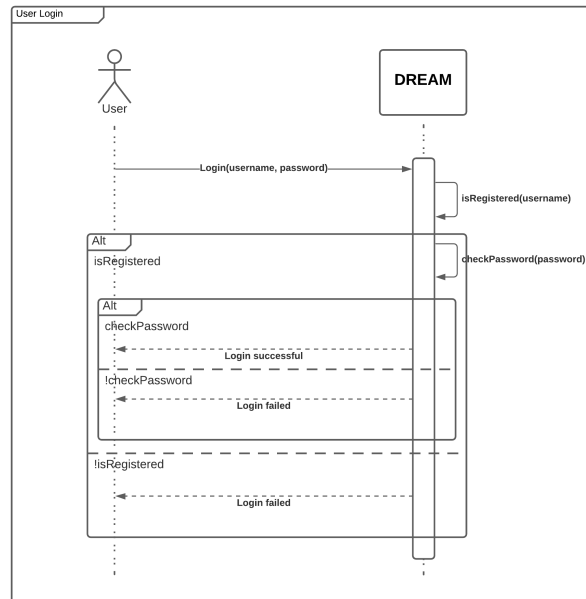 User Login
DREAM
User
Login(username, password)
isRegistered(username)
Alt
isRegistered
checkPassword(password)
Alt
checkPassword
Login successful
!checkPassword
Login failed
!isRegistered
Login failed